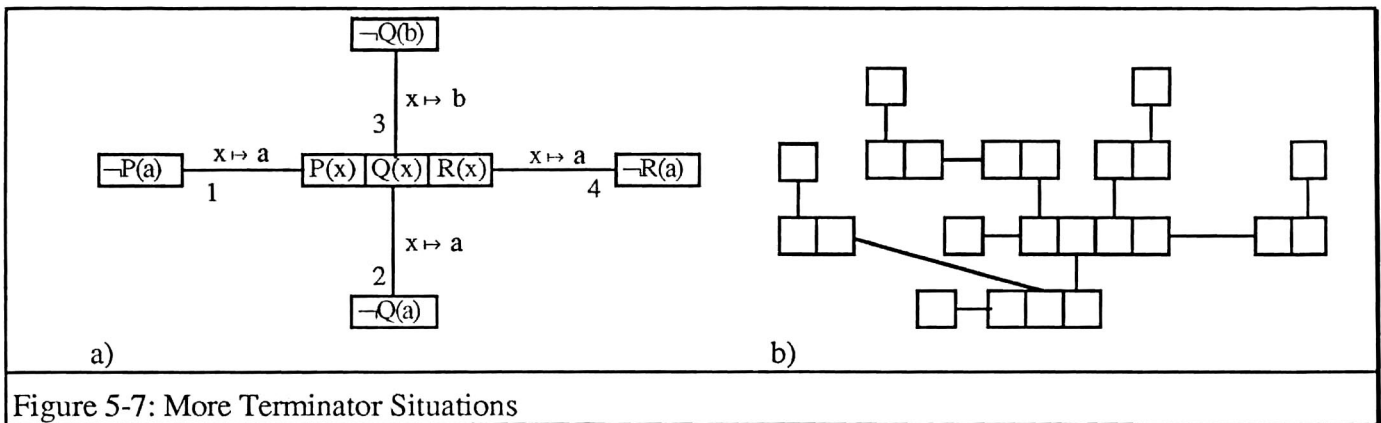 ¬Q(b)
x ↦ b
3
¬P(a)
x ↦ a
1
P(x) Q(x) R(x)
x ↦ a
4
¬R(a)
x ↦ a
2
¬Q(a)
a)
b)
Figure 5-7: More Terminator Situations